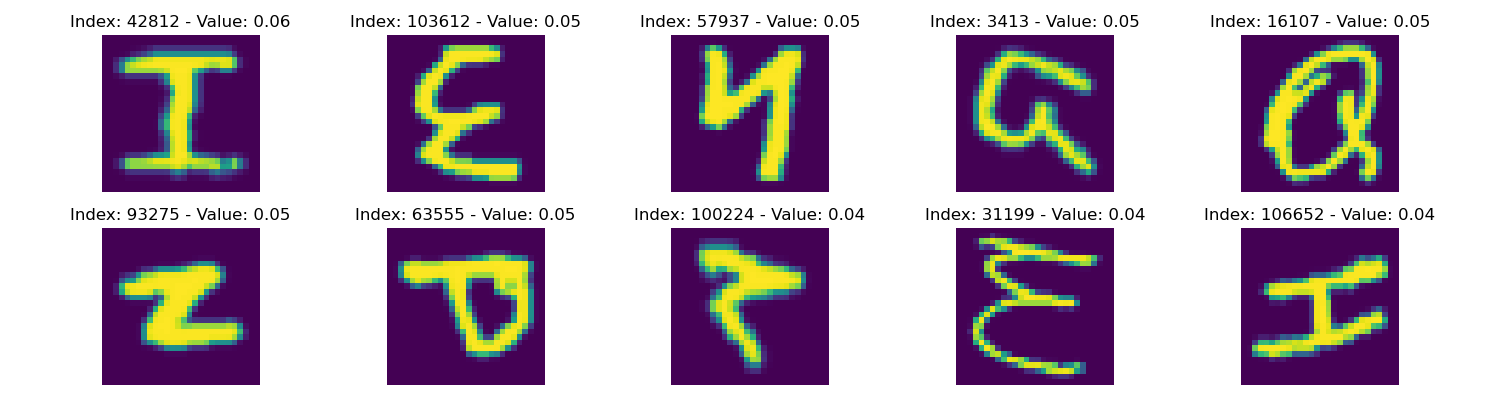 Index: 42812 - Value: 0.06 Index: 103612 - Value: 0.05 Index: 57937 - Value: 0.05 Index: 3413 - Value: 0.05 Index: 16107 - Value: 0.05
I E
Index: 93275 - Value: 0.05 Index: 63555 - Value: 0.05 Index: 100224 - Value: 0.04 Index: 31199 - Value: 0.04 Index: 106652 - Value: 0.04
Z E I